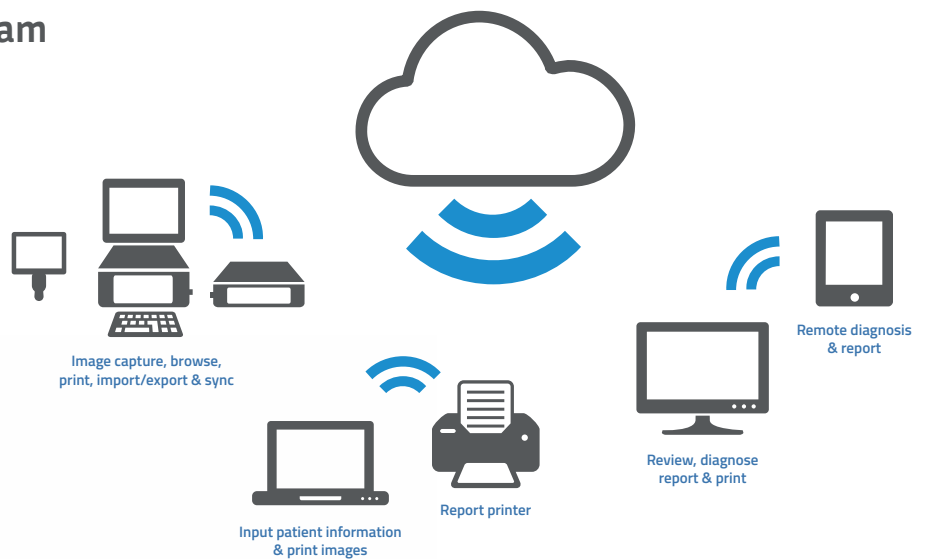 am
Image capture, browse,
print, import/export & sync
Input patient information
& print images
Report printer
Review, diagnose
report & print
Remote diagnosis
& report